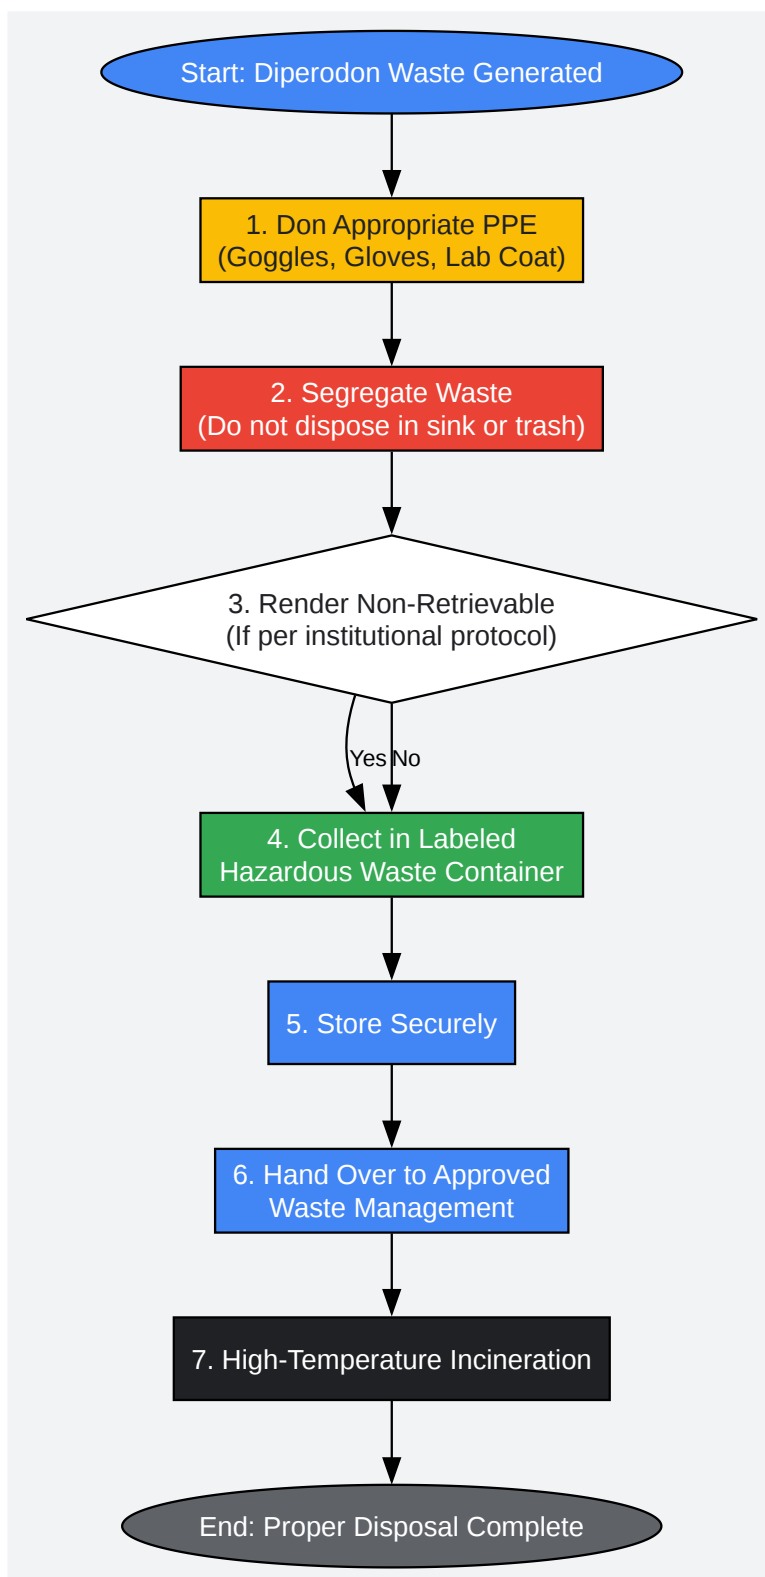 Start: Diperodon Waste Generated
1. Don Appropriate PPE
(Goggles, Gloves, Lab Coat)
2. Segregate Waste
(Do not dispose in sink or trash)
3. Render Non-Retrievable
(If per institutional protocol)
Yes
No
4. Collect in Labeled
Hazardous Waste Container
5. Store Securely
6. Hand Over to Approved
Waste Management
7. High-Temperature Incineration
End: Proper Disposal Complete